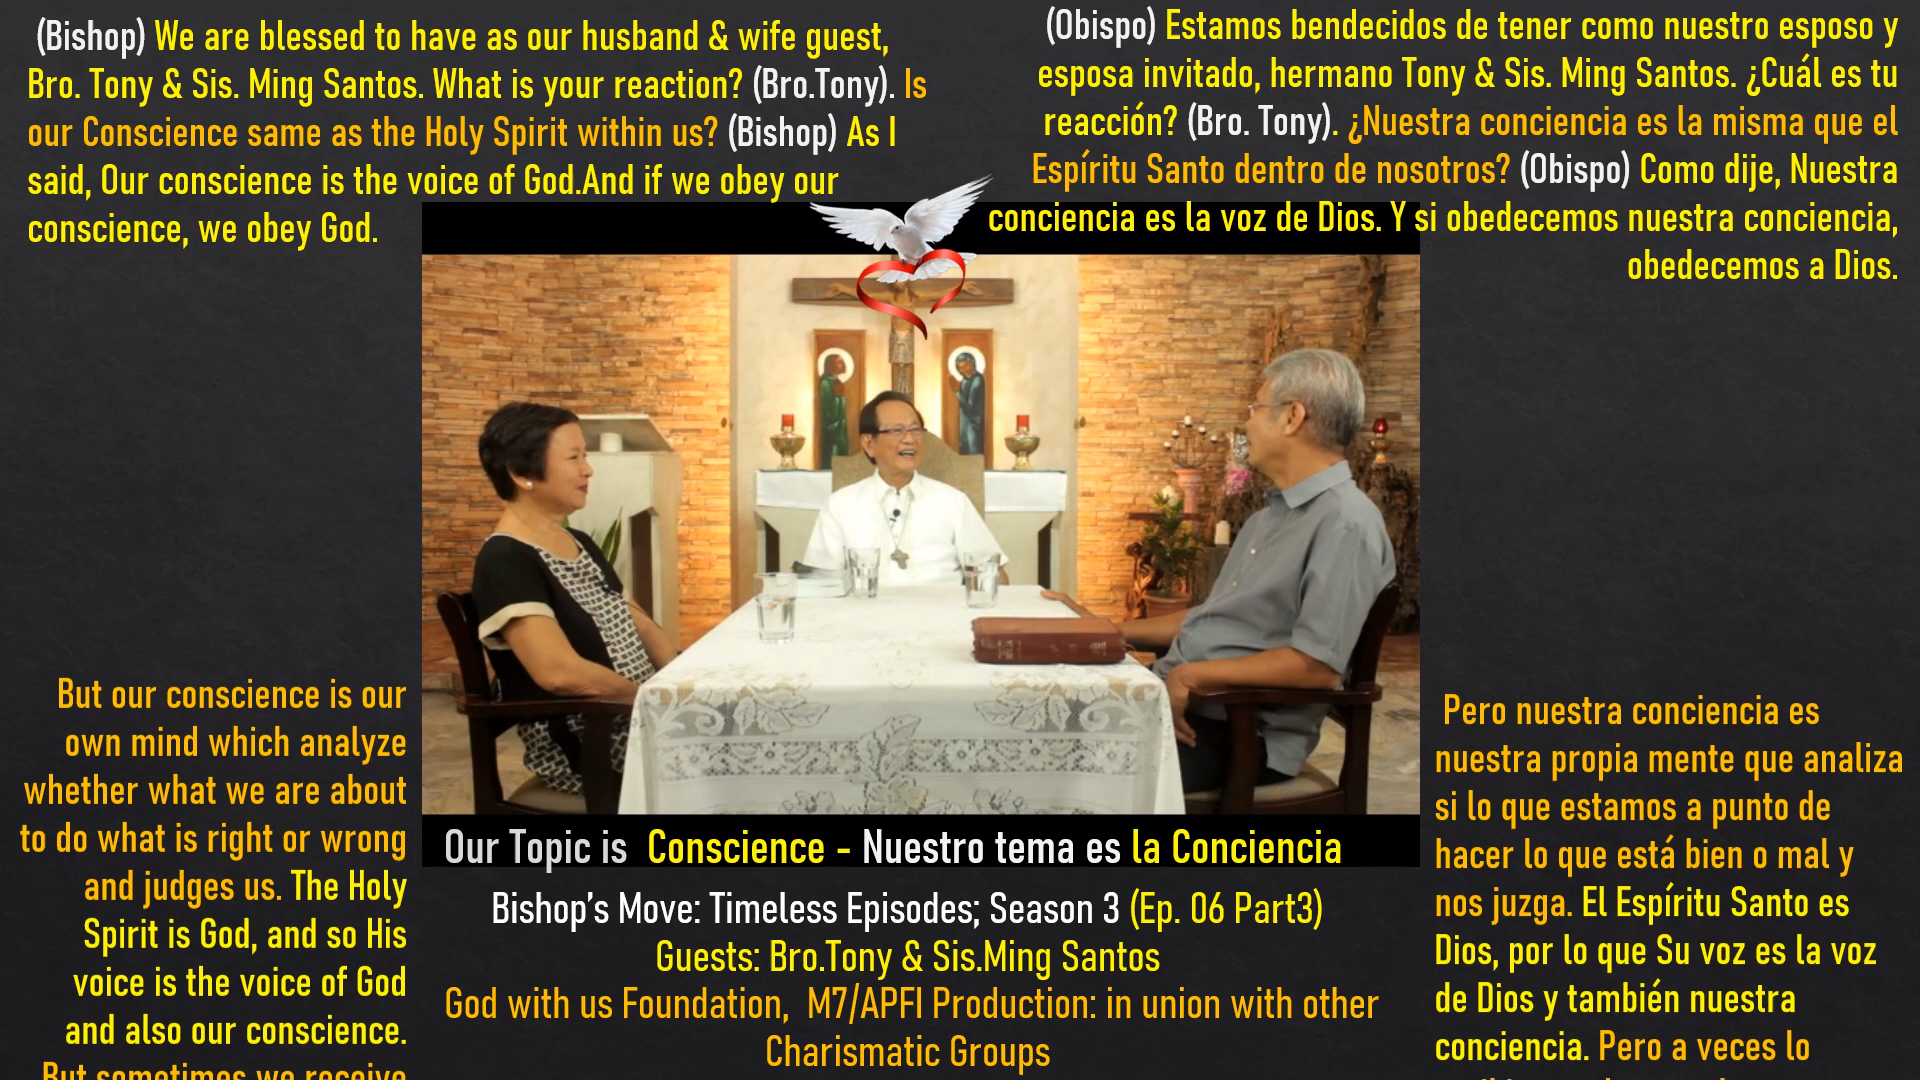 (Bishop) We are blessed to have as our husband & wife guest,
Bro. Tony & Sis. Ming Santos. What is your reaction? (Bro.Tony). Is
our Conscience same as the Holy Spirit within us? (Bishop) As I
said, Our conscience is the voice of God.And if we obey our
conscience, we obey God.
(Obispo) Estamos bendecidos de tener como nuestro esposo y
esposa invitado, hermano Tony & Sis. Ming Santos. ¿Cuál es tu
reacción? (Bro. Tony). ¿Nuestra conciencia es la misma que el
Espíritu Santo dentro de nosotros? (Obispo) Como dije, Nuestra
conciencia es la voz de Dios. Y si obedecemos nuestra conciencia,
obedecemos a Dios.
But our conscience is our
own mind which analyze
whether what we are about
to do what is right or wrong
and judges us. The Holy
Spirit is God, and so His
voice is the voice of God
and also our conscience.
But sometimes we receive
Pero nuestra conciencia es
nuestra propia mente que analiza
si lo que estamos a punto de
hacer lo que está bien o mal y
nos juzga. El Espíritu Santo es
Dios, por lo que Su voz es la voz
de Dios y también nuestra
conciencia. Pero a veces lo
Our Topic is Conscience - Nuestro tema es la Conciencia
Bishop's Move: Timeless Episodes; Season 3 (Ep. 06 Part3)
Guests: Bro.Tony & Sis.Ming Santos
God with us Foundation, M7/APFI Production: in union with other
Charismatic Groups